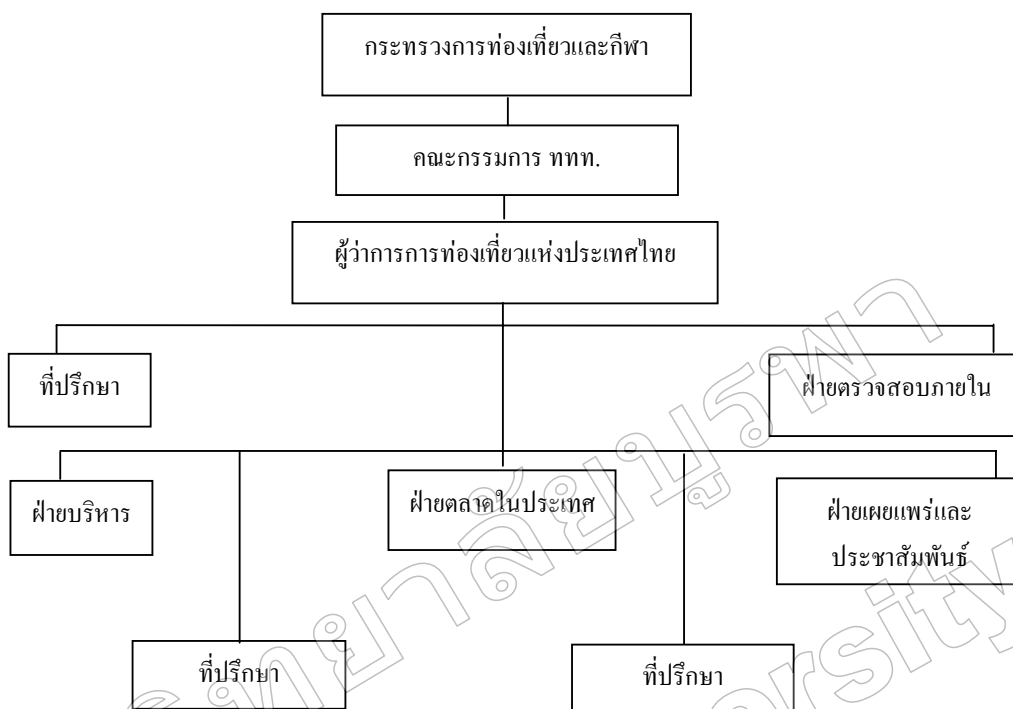 กระทรวงการท่องเที่ยวและกีฬา
คณะกรรมการ ททท.
ผู้ว่าการการท่องเที่ยวแห่งประเทศไทย
ที่ปรึกษา
ฝ่ายตรวจสอบภายใน
ฝ่ายบริหาร
ฝ่ายตลาดในประเทศ
ฝ่ายเผยแพร่และ
ประชาสัมพันธ์
ที่ปรึกษา
ที่ปรึกษา